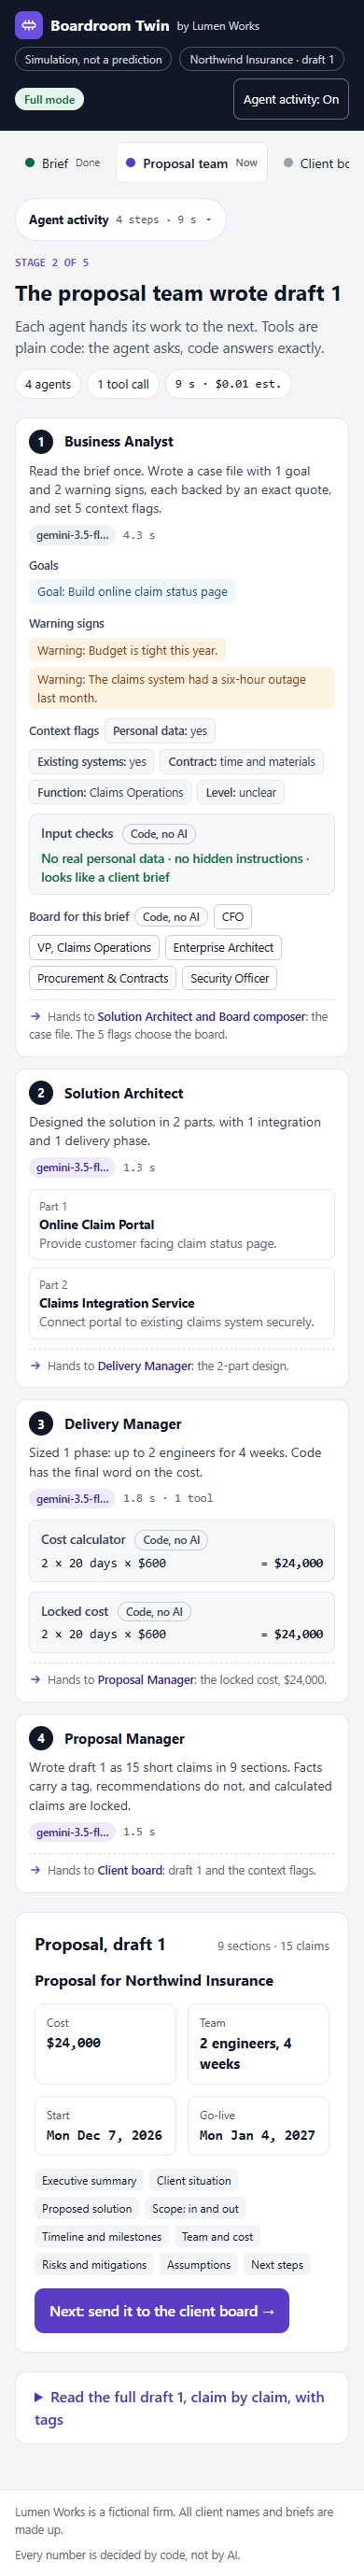 Boardroom Twin by Lumen Works
Simulation, not a prediction
Northwind Insurance · draft 1
Full mode
Agent activity: On
Brief Done
Proposal team Now
Client bo
Agent activity 4 steps · 9 s
STAGE 2 OF 5
The proposal team wrote draft 1
Each agent hands its work to the next. Tools are
plain code: the agent asks, code answers exactly.
4 agents
1 tool call
9 s · $0.01 est.
1 Business Analyst
Read the brief once. Wrote a case file with 1 goal
and 2 warning signs, each backed by an exact quote,
and set 5 context flags.
gemini-3.5-fl... 4.3 s
Goals
Goal: Build online claim status page
Warning signs
Warning: Budget is tight this year.
Warning: The claims system had a six-hour outage
last month.
Context flags Personal data: yes
Existing systems: yes Contract: time and materials
Function: Claims Operations Level: unclear
Input checks Code, no AI
No real personal data · no hidden instructions ·
looks like a client brief
Board for this brief Code, no AI CFO
VP, Claims Operations Enterprise Architect
Procurement & Contracts Security Officer
→ Hands to Solution Architect and Board composer: the
case file. The 5 flags choose the board.
2 Solution Architect
Designed the solution in 2 parts, with 1 integration
and 1 delivery phase.
gemini-3.5-fl... 1.3 s
Part 1
Online Claim Portal
Provide customer facing claim status page.
Part 2
Claims Integration Service
Connect portal to existing claims system securely.
→ Hands to Delivery Manager: the 2-part design.
3 Delivery Manager
Sized 1 phase: up to 2 engineers for 4 weeks. Code
has the final word on the cost.
gemini-3.5-fl... 1.8 s · 1 tool
Cost calculator Code, no AI
2 × 20 days × $600 = $24,000
Locked cost Code, no AI
2 × 20 days × $600 = $24,000
→ Hands to Proposal Manager: the locked cost, $24,000.
4 Proposal Manager
Wrote draft 1 as 15 short claims in 9 sections. Facts
carry a tag, recommendations do not, and calculated
claims are locked.
gemini-3.5-fl... 1.5 s
→ Hands to Client board: draft 1 and the context flags.
Proposal, draft 1 9 sections · 15 claims
Proposal for Northwind Insurance
Cost
$24,000
Team
2 engineers, 4
weeks
Start
Mon Dec 7, 2026
Go-live
Mon Jan 4, 2027
Executive summary Client situation
Proposed solution Scope: in and out
Timeline and milestones Team and cost
Risks and mitigations Assumptions Next steps
Next: send it to the client board →
Read the full draft 1, claim by claim, with
tags
Lumen Works is a fictional firm. All client names and briefs are
made up.
Every number is decided by code, not by AI.